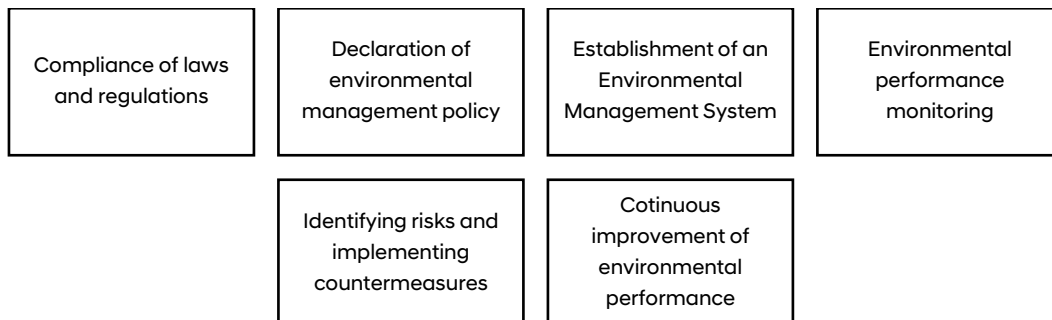 Compliance of laws
and regulations
Declaration of
environmental
management policy
Establishment of an
Environmental
Management System
Environmental
performance
monitoring
Identifying risks and
implementing
countermeasures
Cotinuous
improvement of
environmental
performance